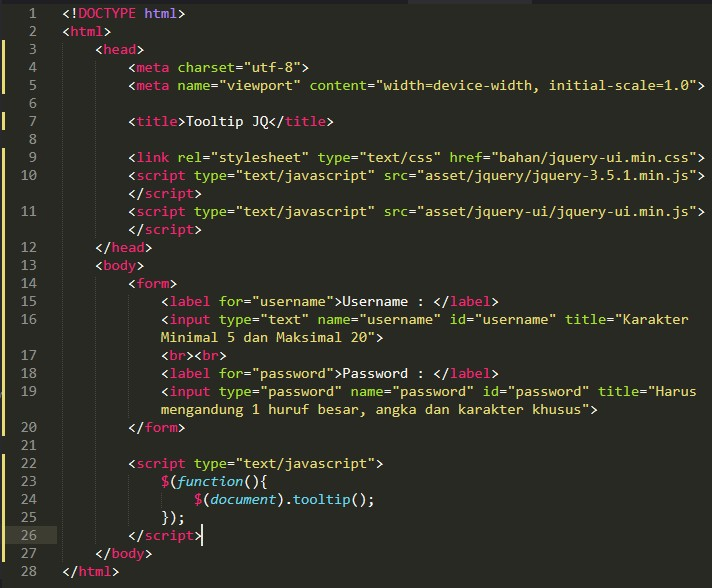 1 <!DOCTYPE html>
2 <html>
3 <head>
4 <meta charset="utf-8">
5 <meta name="viewport" content="width=device-width, initial-scale=1.0">
6
7 <title>Tooltip JQ</title>
8
9 <link rel="stylesheet" type="text/css" href="bahan/jquery-ui.min.css">
10 <script type="text/javascript" src="asset/jquery/jquery-3.5.1.min.js">
</script>
11 <script type="text/javascript" src="asset/jquery-ui/jquery-ui.min.js">
</script>
12 </head>
13 <body>
14 <form>
15 <label for="username">Username : </label>
16 <input type="text" name="username" id="username" title="Karakter
Minimal 5 dan Maksimal 20">
17 <br><br>
18 <label for="password">Password : </label>
19 <input type="password" name="password" id="password" title="Harus
mengandung 1 huruf besar, angka dan karakter khusus">
20 </form>
21
22 <script type="text/javascript">
23 $(function(){
24 $(document).tooltip();
25 });
26 </script>
27 </body>
28 </html>